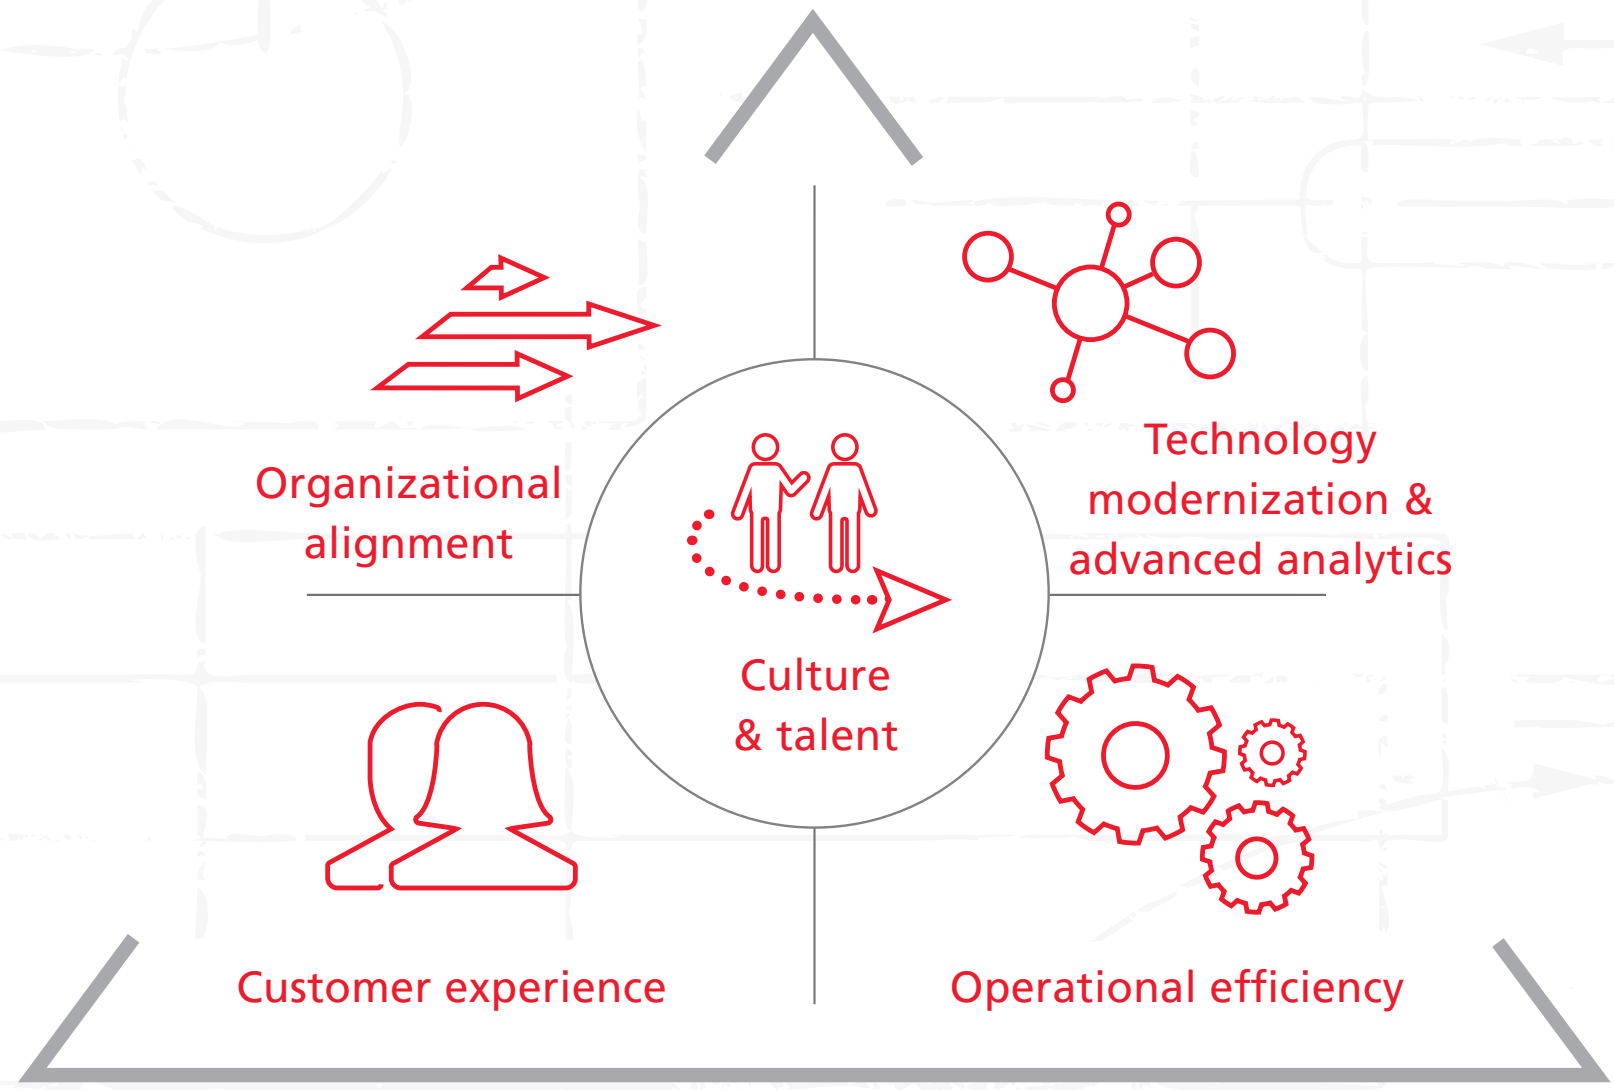 Organizational
alignment
Technology
modernization &
advanced analytics
Culture
& talent
Customer experience
Operational efficiency